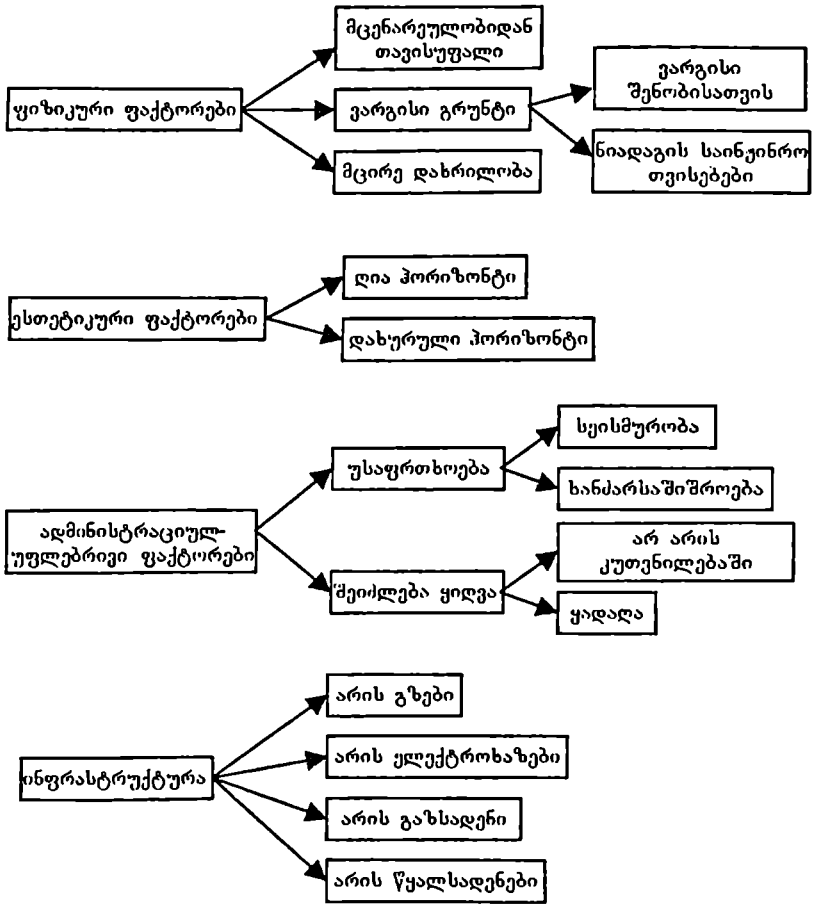 მცენარეულობიდან
თავისუფალი
ფიზიკური ფაქტორები
ვარგისი გრუნტი
მცირე დახრილობა
ვარგისი
შენობისათვის
ნიადაგის საინჟინრო
თვისებები
ესთეტიკური ფაქტორები
ღია ჰორიზონტი
დახურული ჰორიზონტი
ადმინისტრაციულ-
უფლებრივი ფაქტორები
უსაფრთხოება
სეისმურობა
ხანძარსაშიშროება
შეიძლება ყიდვა
არ არის
კუთვნილებაში
ყადაღა
ინფრასტრუქტურა
არის გზები
არის ელექტროხაზები
არის გაზსადენი
არის წყალსადენები